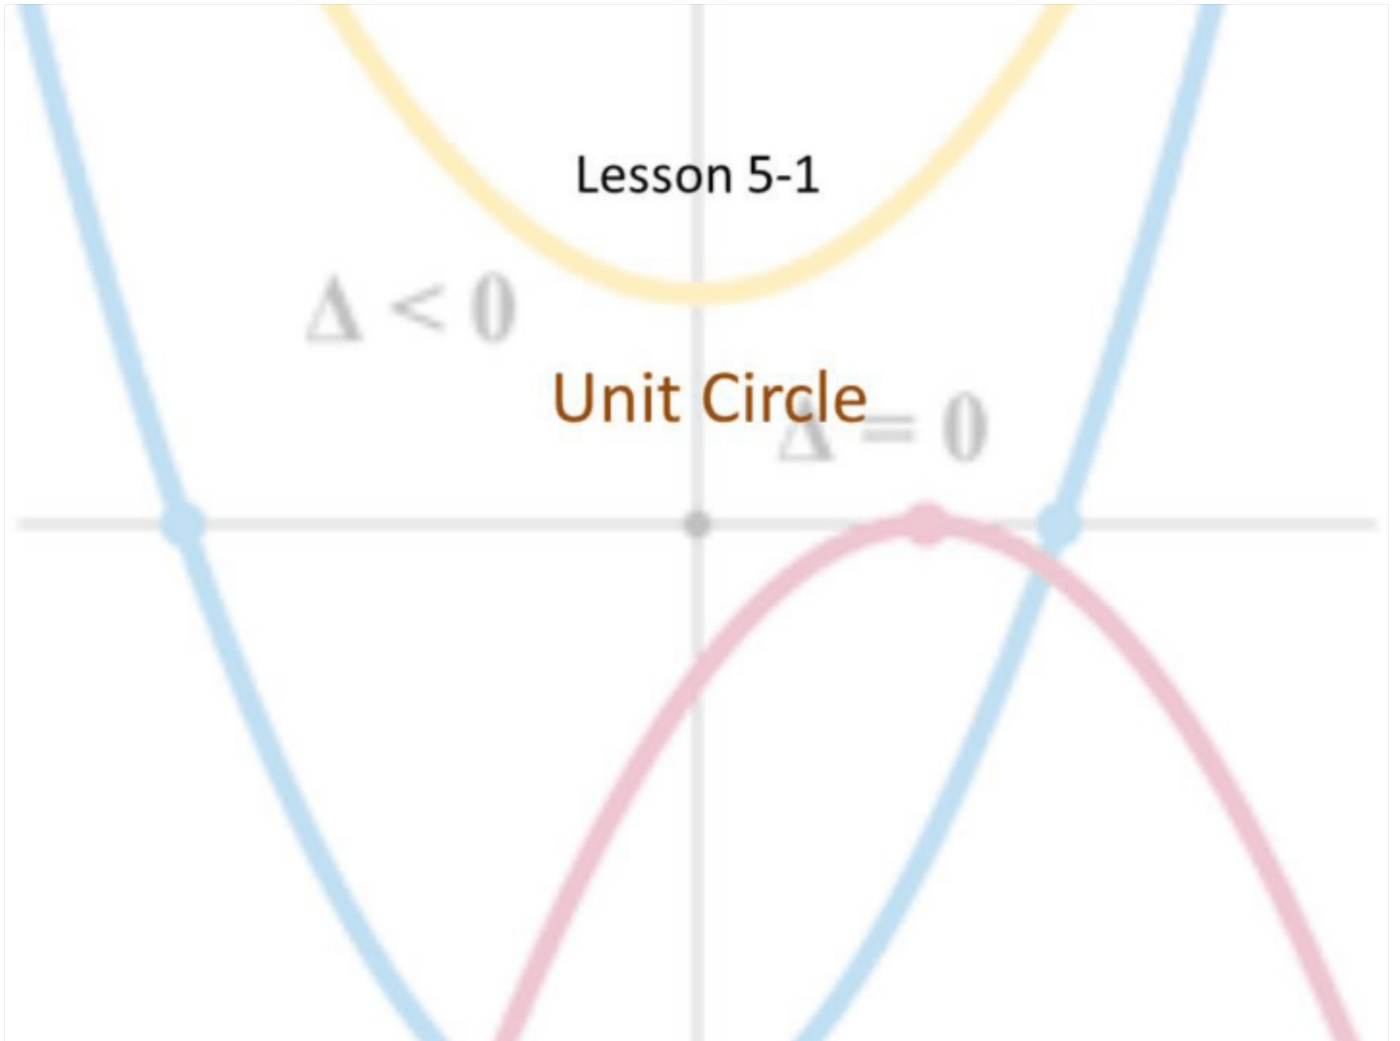 Lesson 5-1
Δ < 0
Unit Circle
Δ = 0